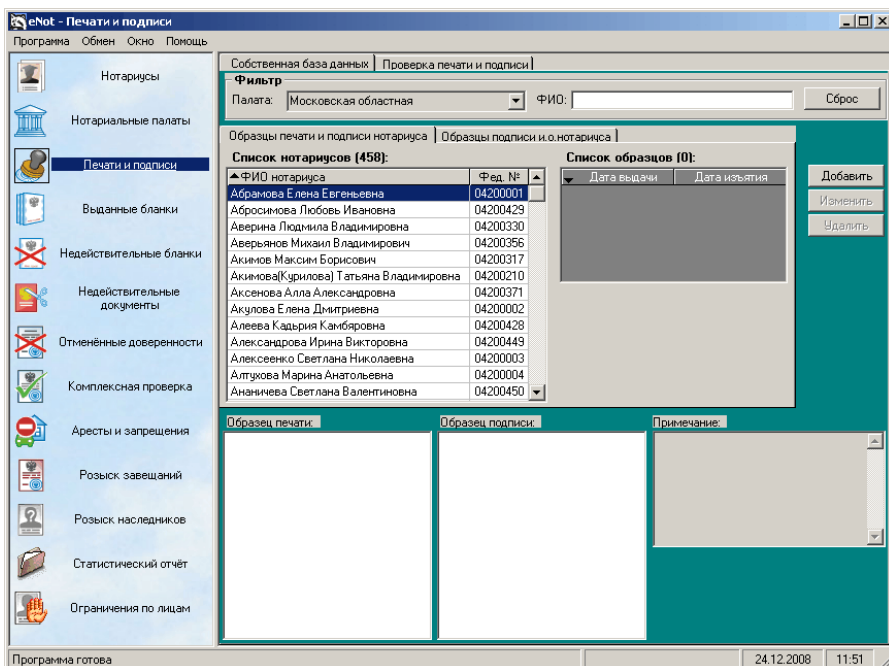 eNot - Печати и подписи
Программа Обмен Окно Помощь
Нотариусы
Нотариальные палаты
Печати и подписи
Выданные бланки
Недействительные бланки
Недействительные
документы
Отменённые доверенности
Комплексная проверка
Аресты и запрещения
Розыск завещаний
Розыск наследников
Статистический отчёт
Ограничения по лицам
Собственная база данных Проверка печати и подписи
Фильтр
Палата: Московская областная ФИО: Сброс
Образцы печати и подписи нотариуса Образцы подписи и.о.нотариуса
Список нотариусов (458): Список образцов (0):
ФИО нотариуса Фед. № Дата выдачи Дата изъятия
Абрамова Елена Евгеньевна 04200001
Абросимова Любовь Ивановна 04200429
Аверина Людмила Владимировна 04200330
Аверьянов Михаил Владимирович 04200356
Акимов Максим Борисович 04200317
Акимова(Курилова) Татьяна Владимировна 04200210
Аксенова Алла Александровна 04200371
Акулова Елена Дмитриевна 04200002
Алеева Кадьрия Камбяровна 04200428
Александрова Ирина Викторовна 04200449
Алексеенко Светлана Николаевна 04200003
Алтухова Марина Анатольевна 04200004
Ананичева Светлана Валентиновна 04200450
Добавить
Изменить
Удалить
Образец печати: Образец подписи: Примечание:
Программа готова 24.12.2008 11:51